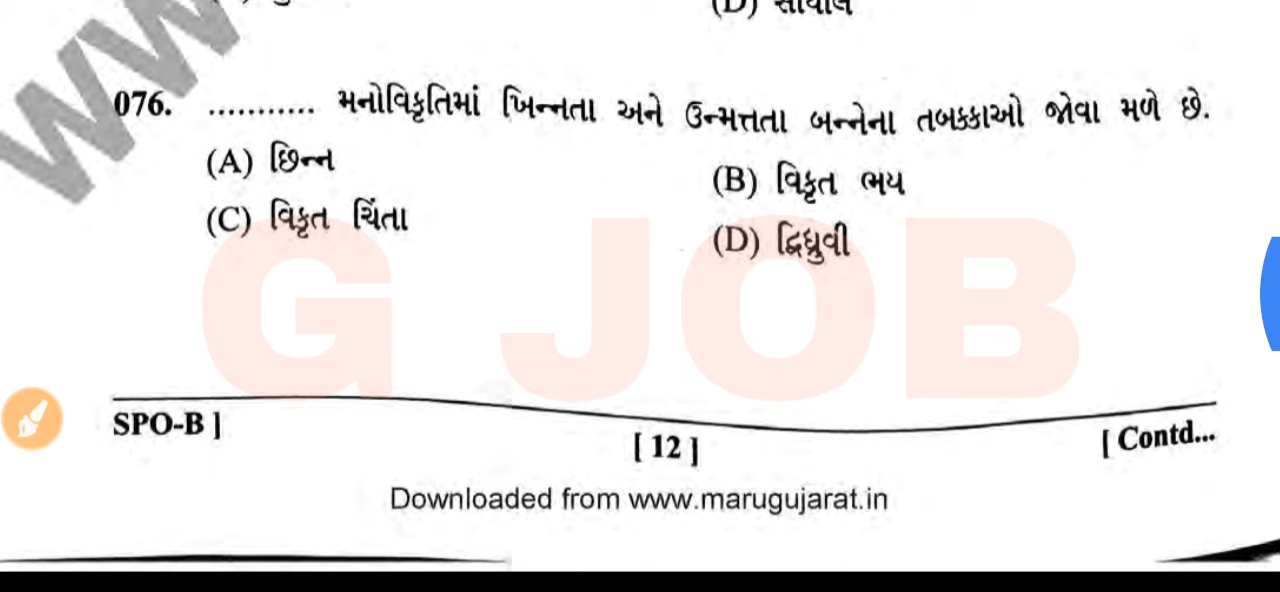 (D)
076. ........... મનોવિકૃતિમાં ખિન્નતા અને ઉન્મત્તતા બન્નેના તબક્કાઓ જોવા મળે છે.
(A) છિન્ન
(B) વિકૃત ભય
(C) વિકૃત ચિંતા
(D) દ્વિધ્રુવી
G JOB
SPO-B ]
[ 12 ]
[ Contd...
Downloaded from www.marugujarat.in